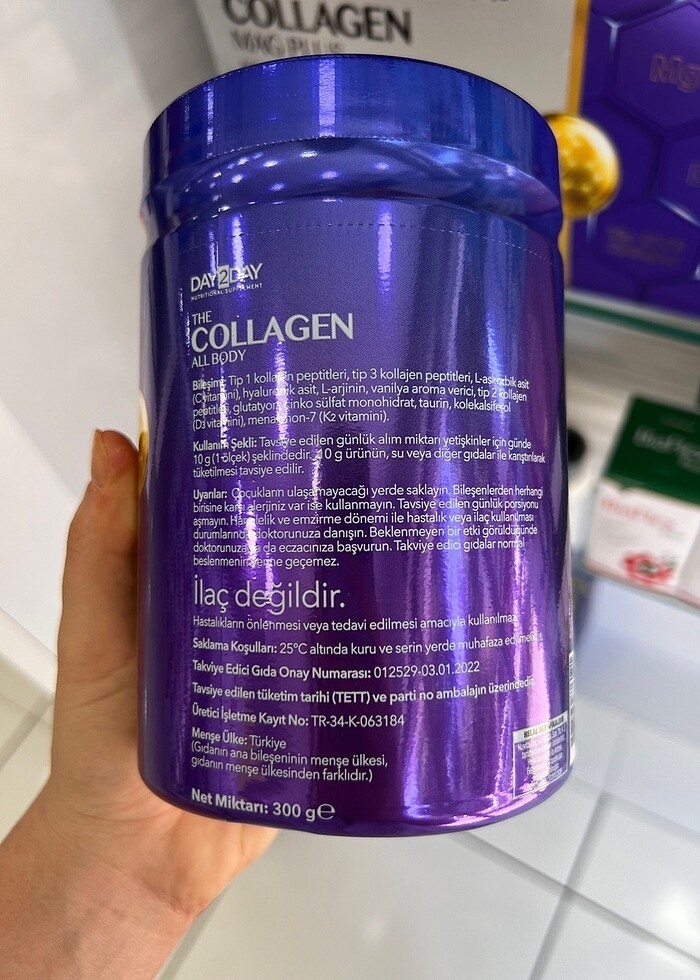 COLLAGEN
Mg
DAY2DAY
NUTRITIONAL SUPPLEMENT
THE
COLLAGEN
ALL BODY
Bileşimi: Tip 1 kollajen peptitleri, tip 3 kollajen peptitleri, L-askorbik asit
(C vitamini), hyaluronik asit, L-arjinin, vanilya aroma verici, tip 2 kollajen
peptitleri, glutatyon, çinko sülfat monohidrat, taurin, kolekalsiferol
(D3 vitamini), menakinon-7 (K2 vitamini).
Kullanım Şekli: Tavsiye edilen günlük alım miktarı yetişkinler için günde
10 g (1 ölçek) şeklindedir. 10 g ürünün, su veya diğer gıdalar ile karıştırılarak
tüketilmesi tavsiye edilir.
Uyarılar: Çocukların ulaşamayacağı yerde saklayın. Bileşenlerden herhangi
birisine karşı alerjiniz var ise kullanmayın. Tavsiye edilen günlük porsiyonu
aşmayın. Hamilelik ve emzirme dönemi ile hastalık veya ilaç kullanılması
durumlarında doktorunuza danışın. Beklenmeyen bir etki görüldüğünde
doktorunuza ya da eczacınıza başvurun. Takviye edici gıdalar normal
beslenmenin yerine geçemez.
İlaç değildir.
Hastalıkların önlenmesi veya tedavi edilmesi amacıyla kullanılmaz.
Saklama Koşulları: 25°C altında kuru ve serin yerde muhafaza edilmelidir.
Takviye Edici Gıda Onay Numarası: 012529-03.01.2022
Tavsiye edilen tüketim tarihi (TETT) ve parti no ambalajın üzerindedir.
Üretici İşletme Kayıt No: TR-34-K-063184
Menşe Ülke: Türkiye
(Gıdanın ana bileşeninin menşe ülkesi,
gıdanın menşe ülkesinden farklıdır.)
Net Miktarı: 300 g℮